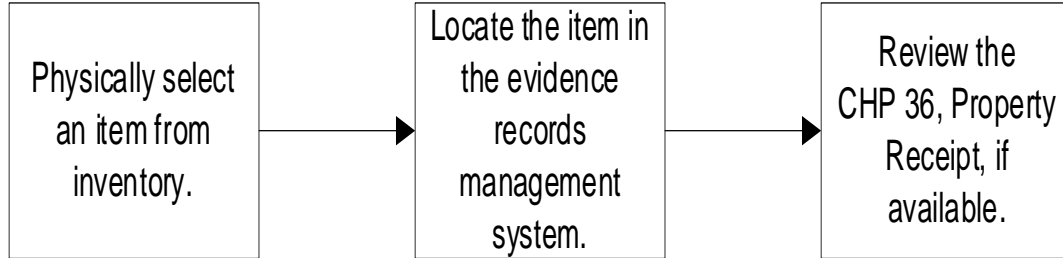 Physically select
an item from
inventory.
Locate the item in
the evidence
records
management
system.
Review the
CHP 36, Property
Receipt, if
available.